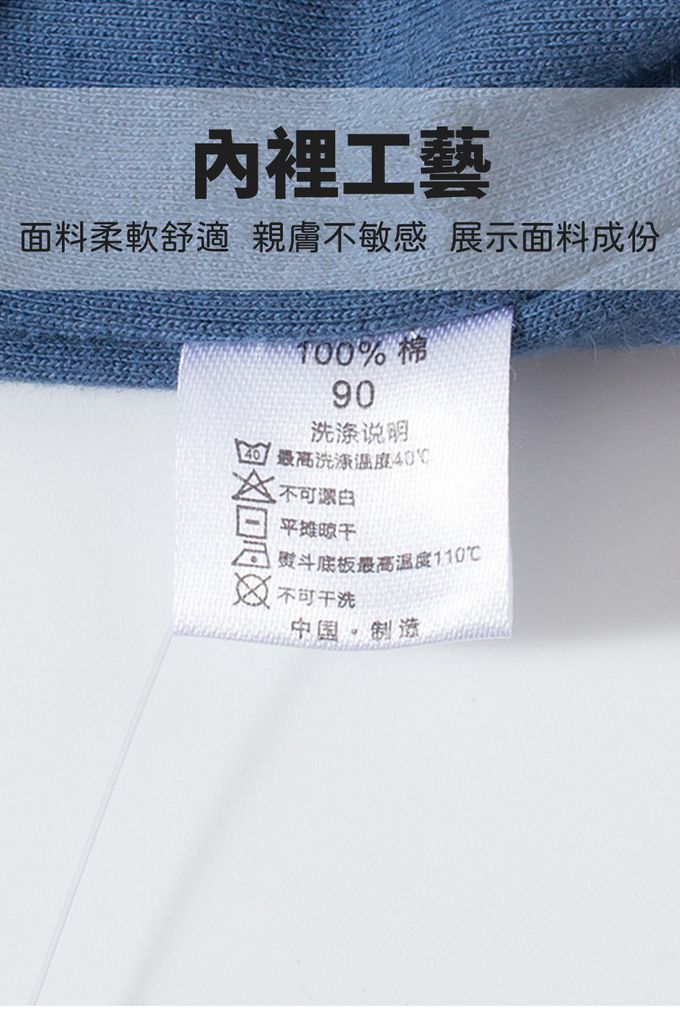 內裡工藝
面料柔軟舒適 親膚不敏感 展示面料成份
100% 棉
90
洗涤说明
40 最高洗涤温度40℃
不可漂白
平摊晾干
熨斗底板最高温度110℃
不可干洗
中国·制造